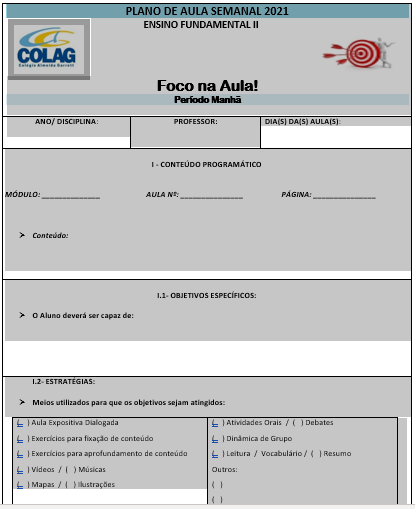 PLANO DE AULA SEMANAL 2021
ENSINO FUNDAMENTAL II
COLAG
Colégio Almeida Garrett
Foco na Aula!
Período Manhã
ANO/ DISCIPLINA:
PROFESSOR:
DIA(S) DA(S) AULA(S):
I - CONTEÚDO PROGRAMÁTICO
MÓDULO: _______________ AULA Nº: _______________ PÁGINA: _______________
➢ Conteúdo:
I.1- OBJETIVOS ESPECÍFICOS:
➢ O Aluno deverá ser capaz de:
I.2- ESTRATÉGIAS:
➢ Meios utilizados para que os objetivos sejam atingidos:
( ) Aula Expositiva Dialogada
( ) Exercícios para fixação de conteúdo
( ) Exercícios para aprofundamento de conteúdo
( ) Vídeos / ( ) Músicas
( ) Mapas / ( ) Ilustrações
( ) Atividades Orais / ( ) Debates
( ) Dinâmica de Grupo
( ) Leitura / Vocabulário / ( ) Resumo
Outros:
( )
( )